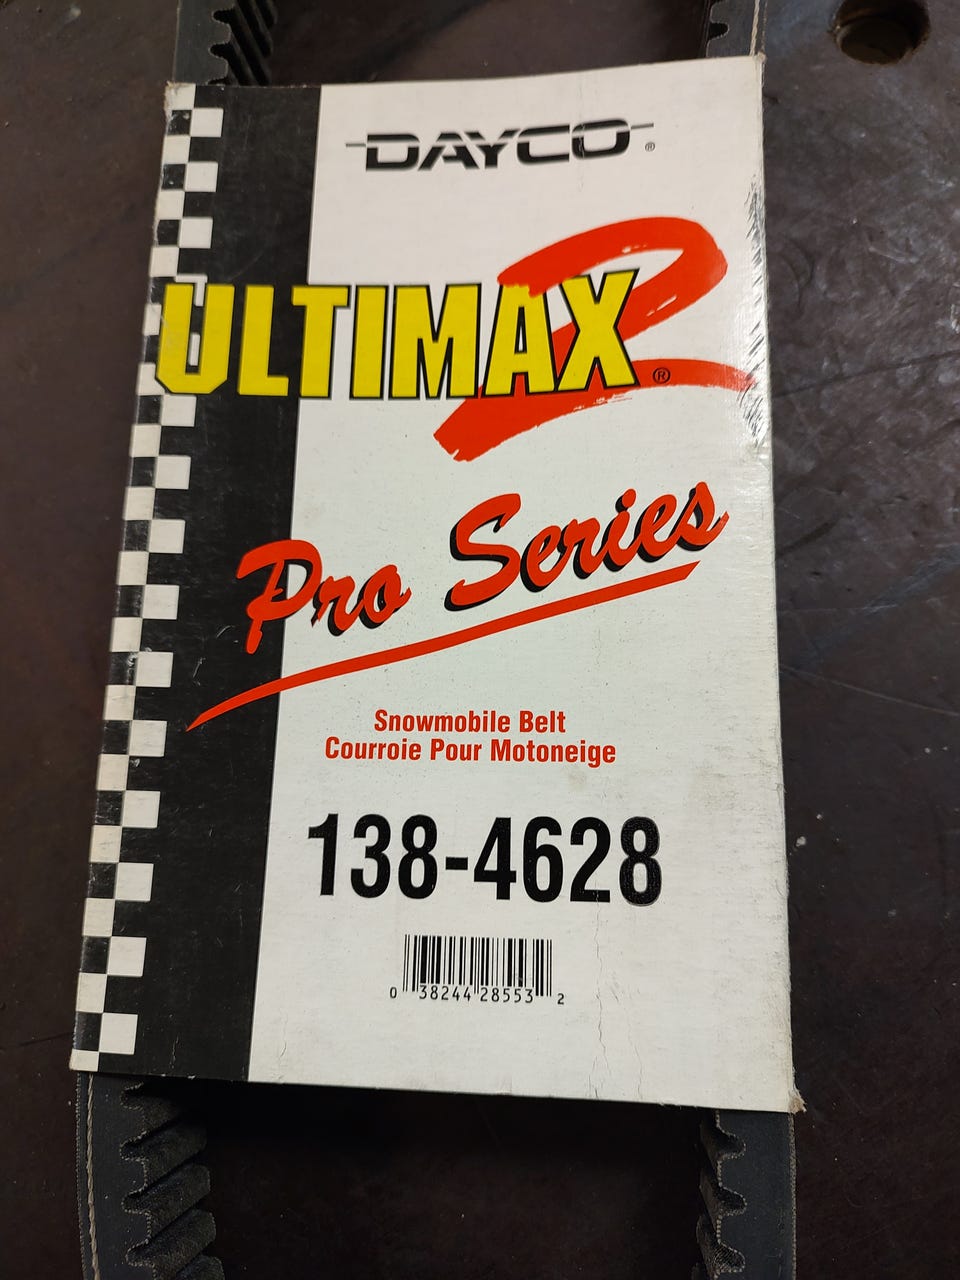 DAYCO®
ULTIMAX 2®
Pro Series
Snowmobile Belt
Courroie Pour Motoneige
138-4628
0 38244 28553 2